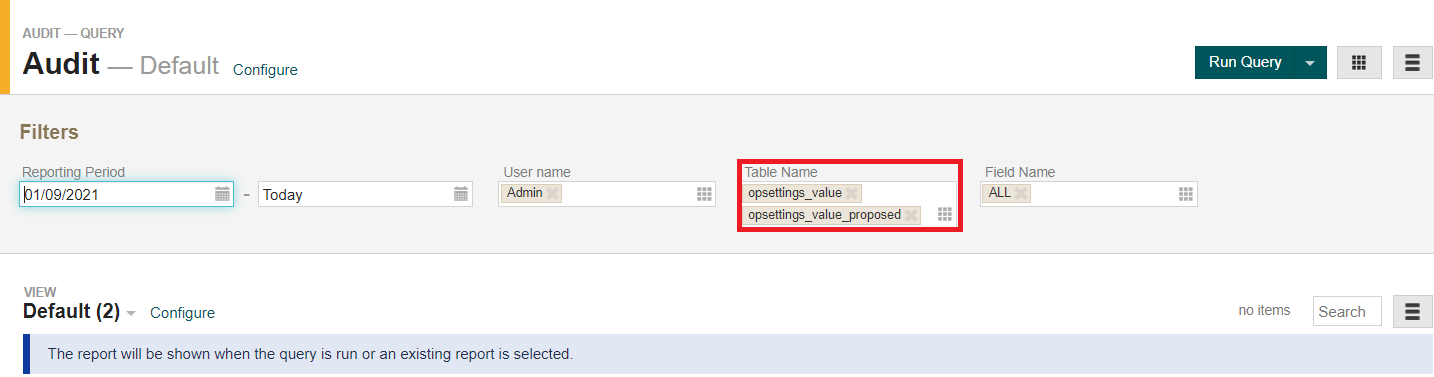 AUDIT — QUERY
Audit — Default Configure
Run Query
Filters
Reporting Period
01/09/2021 - Today
User name
Admin
Table Name
opsettings_value
opsettings_value_proposed
Field Name
ALL
VIEW
Default (2) Configure
no items
Search
The report will be shown when the query is run or an existing report is selected.